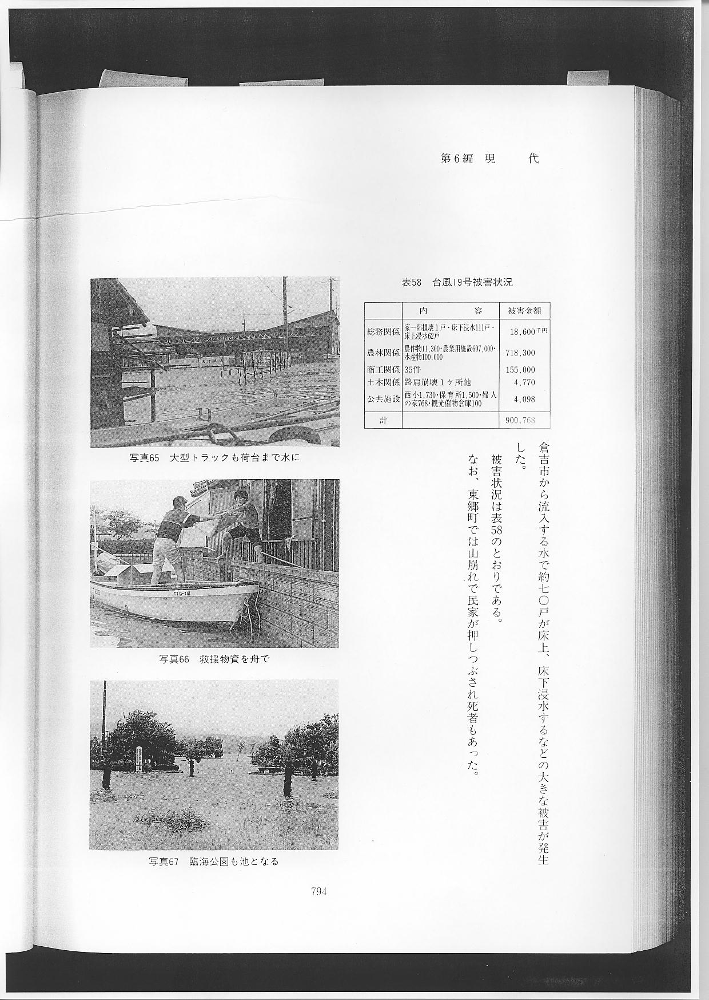 第6編　現　　　代
表58　台風19号被害状況
内　　　容　被害金額
総務関係　家一部損壊1戸・床下浸水111戸・　18,600千円
床上浸水62戸
農林関係　農作物11,300・農業用施設607,000・　718,300
水産物100,000
商工関係　35件　155,000
土木関係　路肩崩壊1ケ所他　4,770
公共施設　西小1,730・保育所1,500・婦人　4,098
の家768・観光催物倉庫100
計　900,768
倉吉市から流入する水で約七〇戸が床上、床下浸水するなどの大きな被害が発生
した。
被害状況は表58のとおりである。
なお、東郷町では山崩れで民家が押しつぶされ死者もあった。
写真65　大型トラックも荷台まで水に
TTQ-341
写真66　救援物資を舟で
写真67　臨海公園も池となる
794